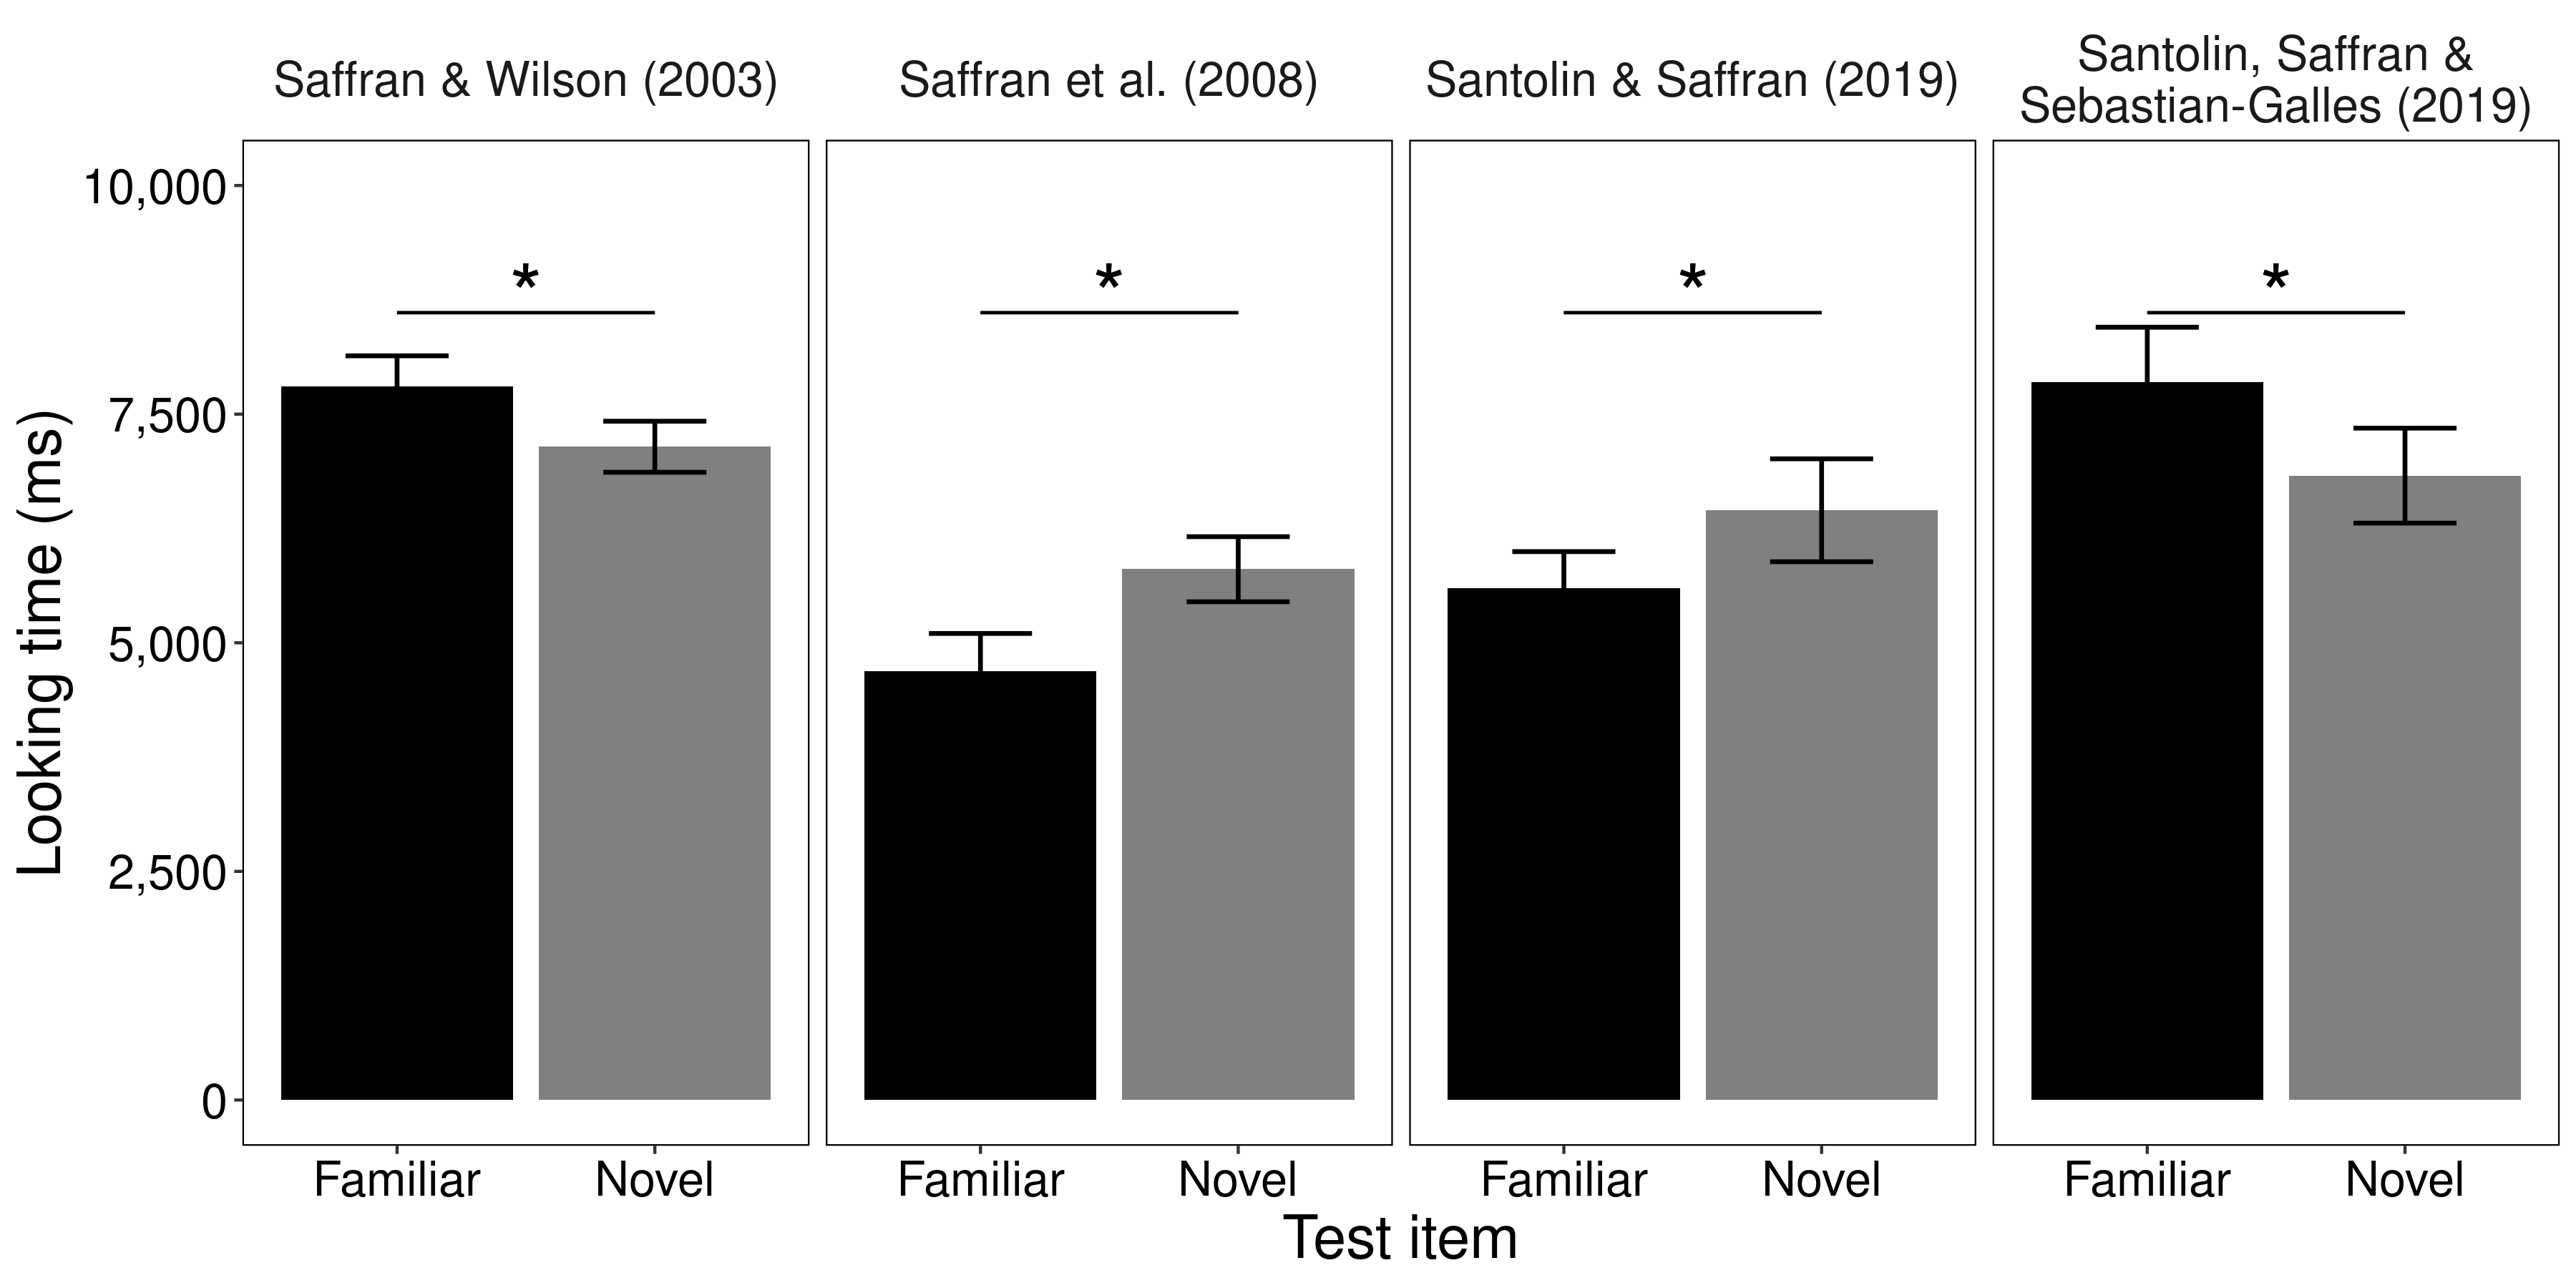 Saffran & Wilson (2003)
Saffran et al. (2008)
Santolin & Saffran (2019)
Santolin, Saffran &
Sebastian-Galles (2019)
Looking time (ms)
10,000
7,500
5,000
2,500
0
*
*
*
*
Familiar
Novel
Familiar
Novel
Familiar
Novel
Familiar
Novel
Test item